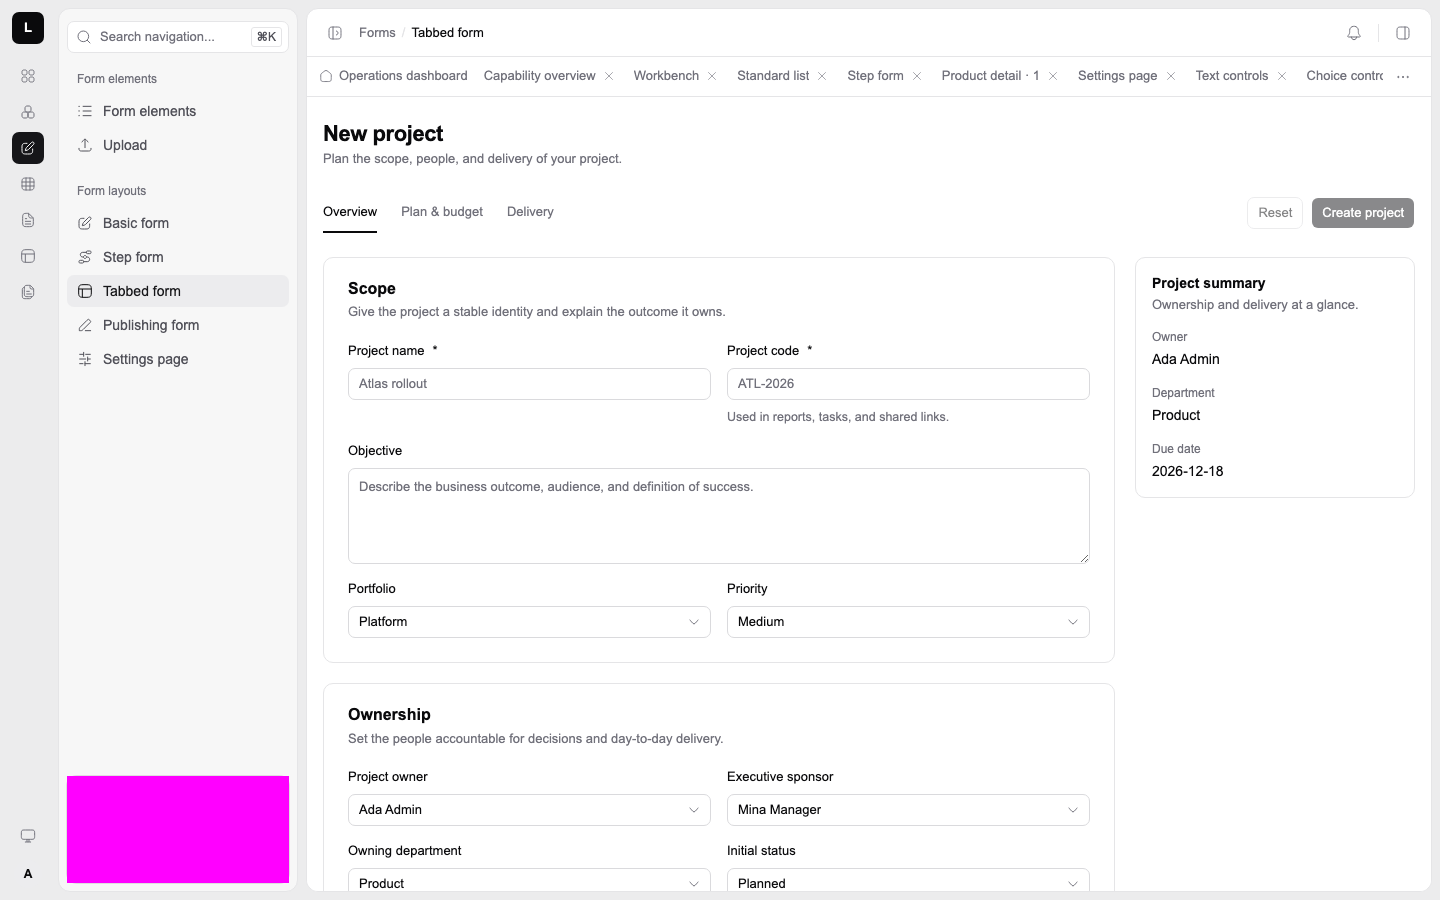 L
Search navigation...
⌘K
Form elements
Form elements
Upload
Form layouts
Basic form
Step form
Tabbed form
Publishing form
Settings page
A
Forms / Tabbed form
Operations dashboard
Capability overview
Workbench
Standard list
Step form
Product detail · 1
Settings page
Text controls
Choice contrc
New project
Plan the scope, people, and delivery of your project.
Overview
Plan & budget
Delivery
Reset
Create project
Scope
Give the project a stable identity and explain the outcome it owns.
Project name *
Project code *
Atlas rollout
ATL-2026
Used in reports, tasks, and shared links.
Objective
Describe the business outcome, audience, and definition of success.
Portfolio
Priority
Platform
Medium
Ownership
Set the people accountable for decisions and day-to-day delivery.
Project owner
Executive sponsor
Ada Admin
Mina Manager
Owning department
Initial status
Product
Planned
Project summary
Ownership and delivery at a glance.
Owner
Ada Admin
Department
Product
Due date
2026-12-18